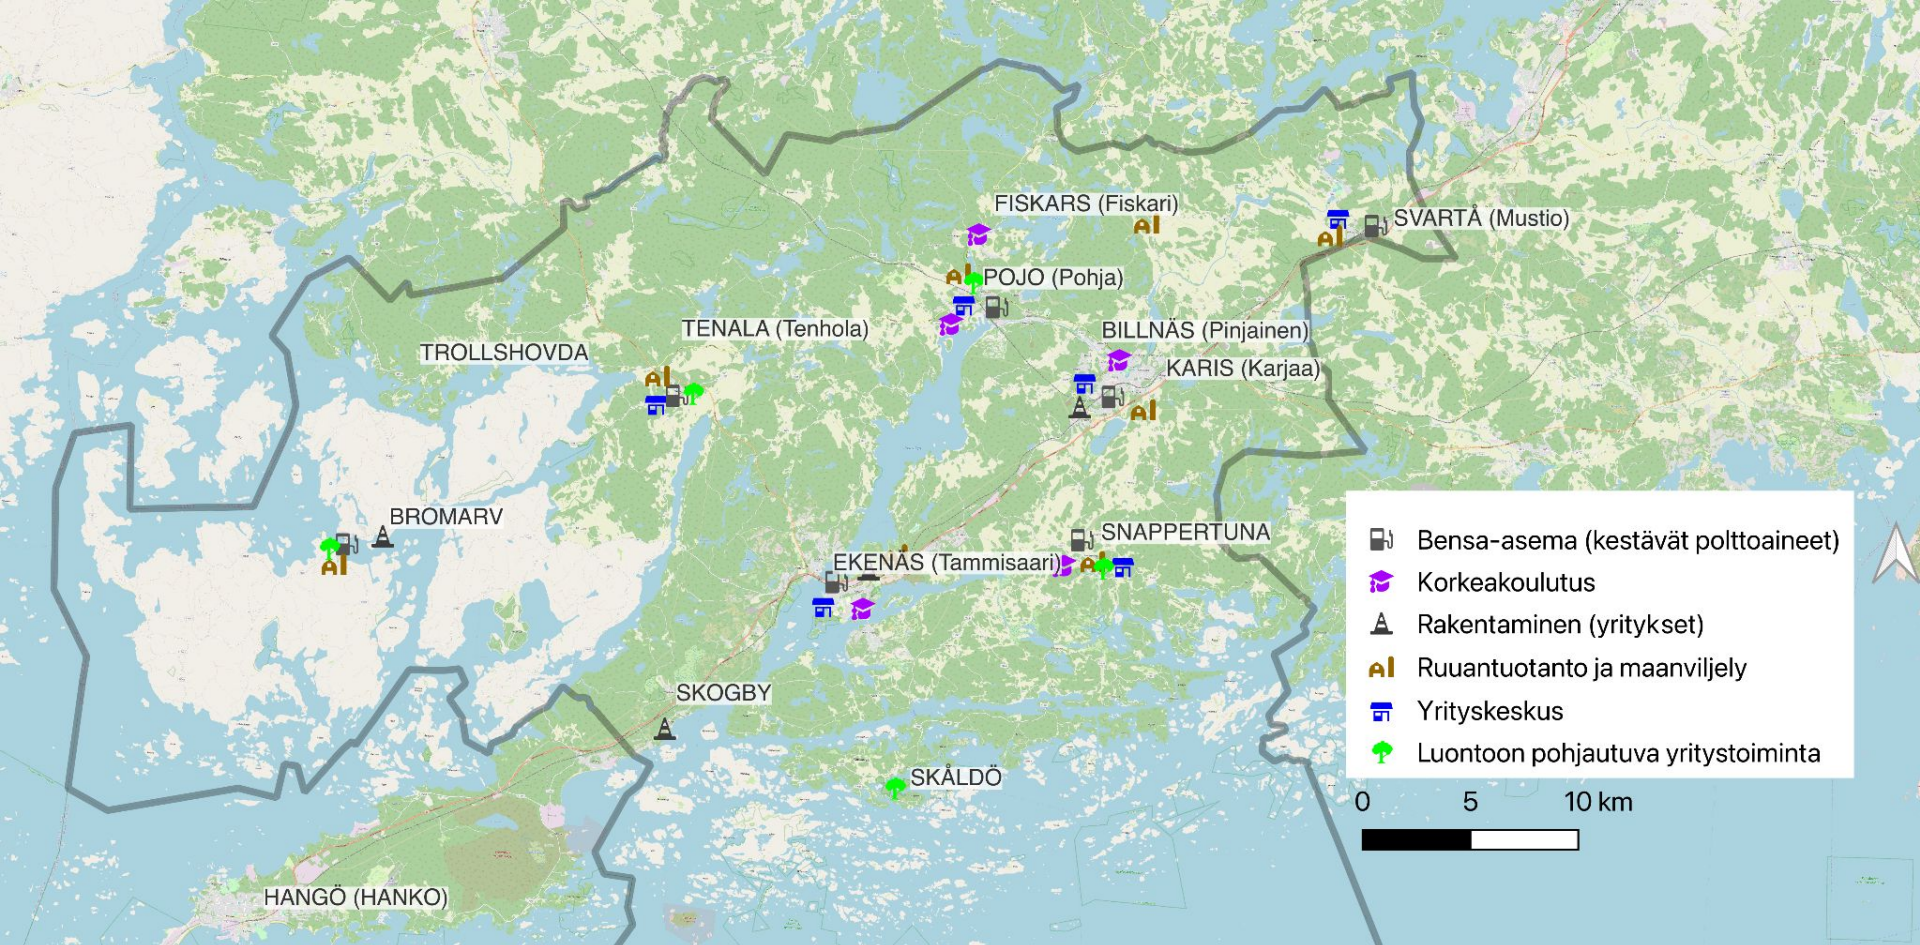 FISKARS (Fiskari)
SVARTÅ (Mustio)
POJO (Pohja)
TENALA (Tenhola)
BILLNÄS (Pinjainen)
TROLLSHOVDA
KARIS (Karjaa)
BROMARV
SNAPPERTUNA
EKENÄS (Tammisaari)
SKOGBY
SKÅLDÖ
HANGÖ (HANKO)
Bensa-asema (kestävät polttoaineet)
Korkeakoulutus
Rakentaminen (yritykset)
Ruuantuotanto ja maanviljely
Yrityskeskus
Luontoon pohjautuva yritystoiminta
0 5 10 km